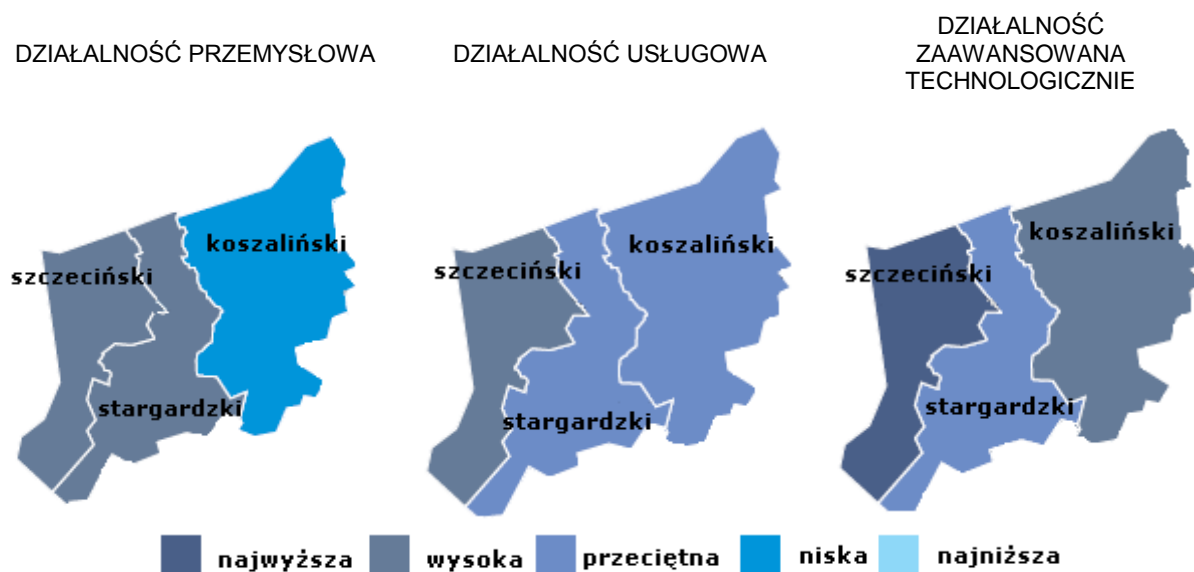 DZIAŁALNOŚĆ PRZEMYSŁOWA
DZIAŁALNOŚĆ USŁUGOWA
DZIAŁALNOŚĆ
ZAAWANSOWANA
TECHNOLOGICZNIE
szczeciński
koszaliński
stargardzki
szczeciński
koszaliński
stargardzki
szczeciński
koszaliński
stargardzki
najwyższa
wysoka
przeciętna
niska
najniższa